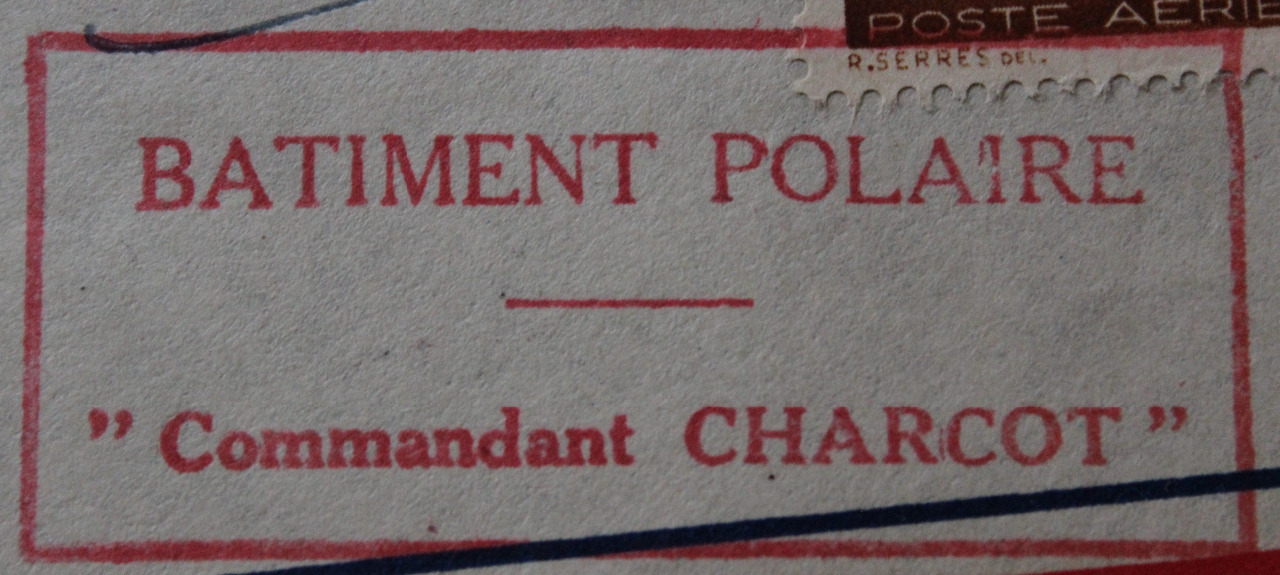 POSTE AÉRIE
R.SERRES DEL.
BATIMENT POLAIRE
" Commandant CHARCOT "